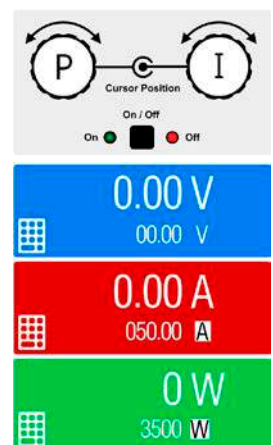 P I
Cursor Position
On / Off
On Off
0.00 V
00.00 V
0.00 A
050.00 A
0 W
3500 W